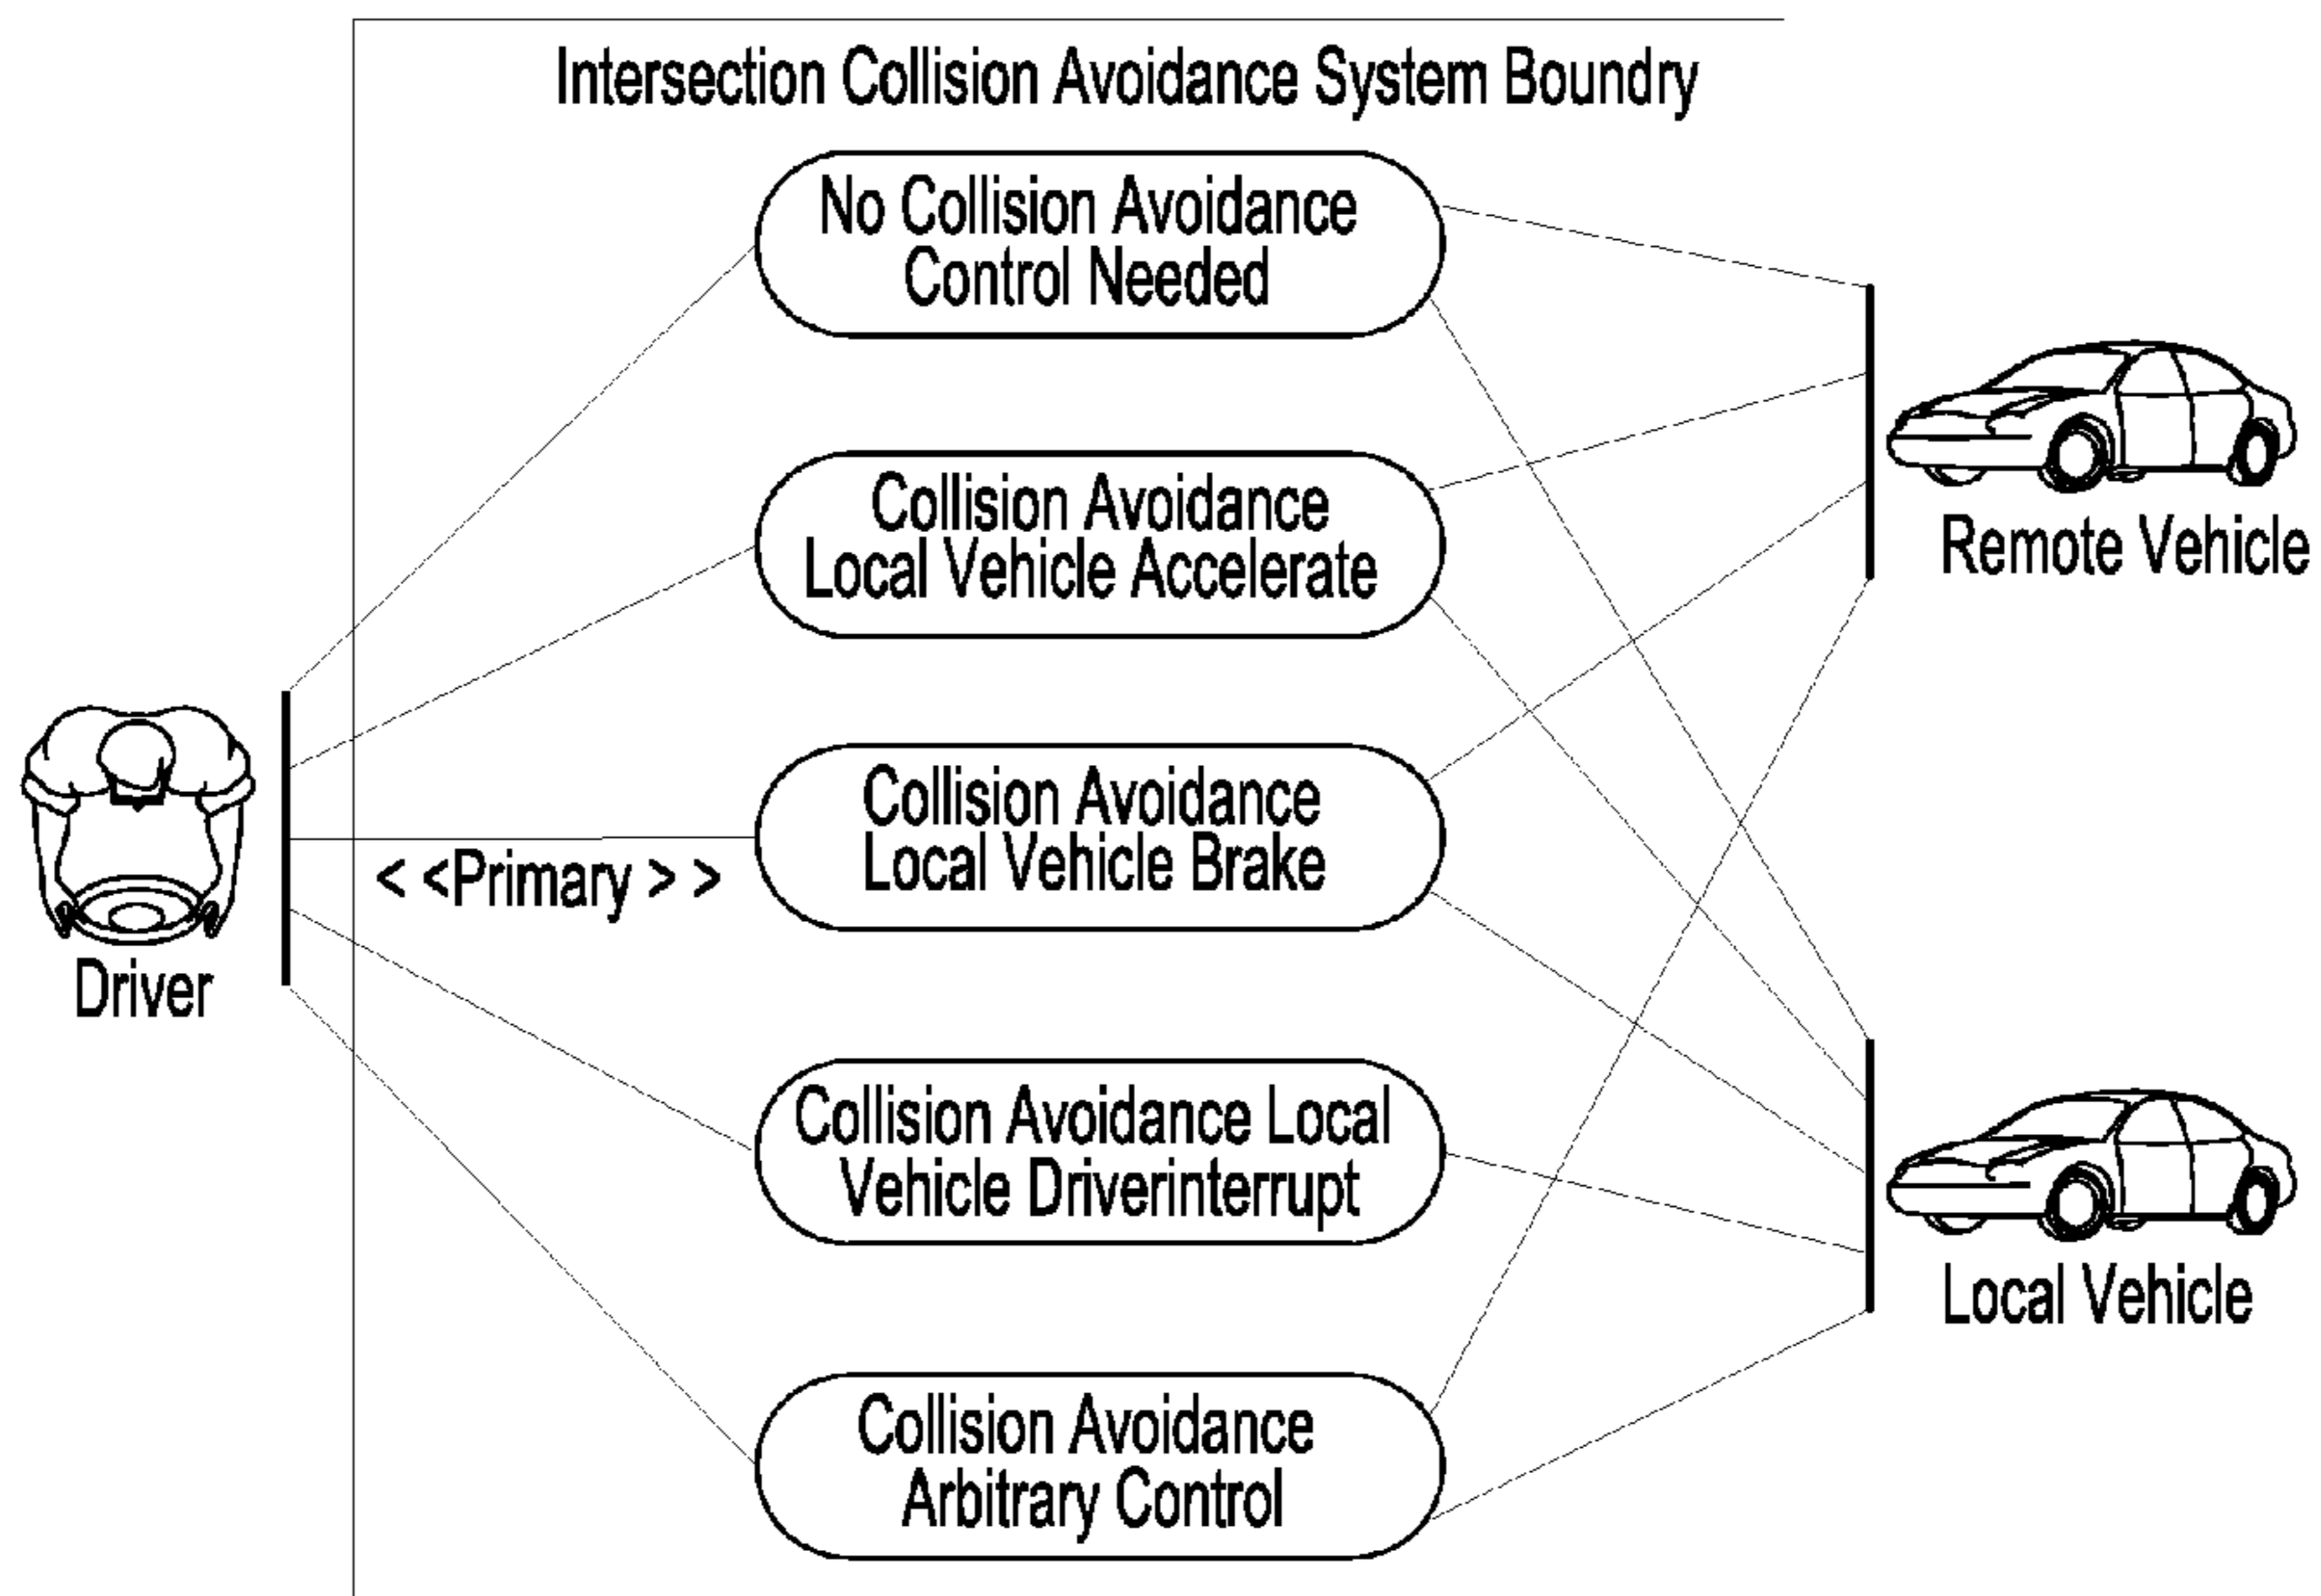 Intersection Collision Avoidance System Boundry
No Collision Avoidance
Control Needed
Collision Avoidance
Local Vehicle Accelerate
Remote Vehicle
Collision Avoidance
Local Vehicle Brake
< <Primary > >
Driver
Collision Avoidance Local
Vehicle Driverinterrupt
Local Vehicle
Collision Avoidance
Arbitrary Control